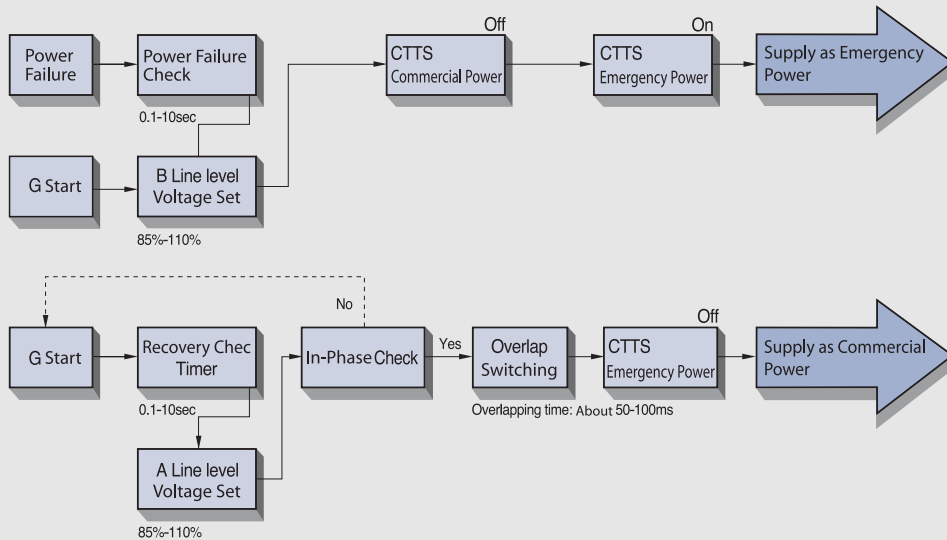 Power
Failure
Power Failure
Check
0.1-10sec
G Start
B Line level
Voltage Set
85%-110%
Off
CTTS
Commercial Power
On
CTTS
Emergency Power
Supply as Emergency
Power
No
G Start
Recovery Chec
Timer
0.1-10sec
A Line level
Voltage Set
85%-110%
In-Phase Check
Yes
Overlap
Switching
Overlapping time: About 50-100ms
Off
CTTS
Emergency Power
Supply as Commercial
Power